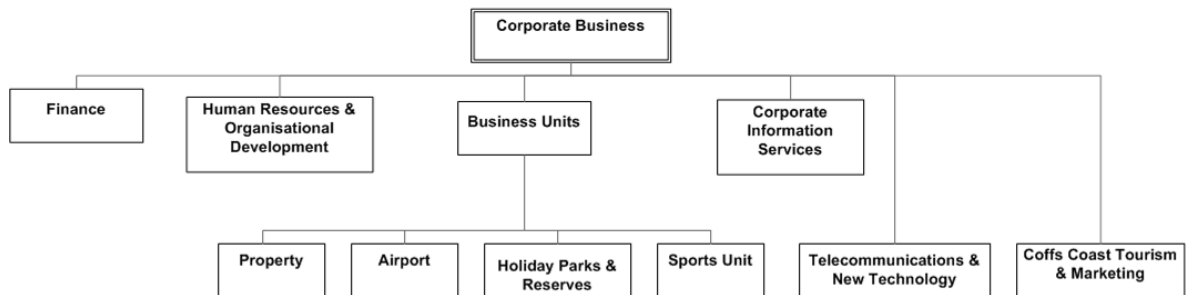 Corporate Business
Finance
Human Resources &
Organisational
Development
Business Units
Corporate
Information
Services
Property
Airport
Holiday Parks &
Reserves
Sports Unit
Telecommunications &
New Technology
Coffs Coast Tourism
& Marketing